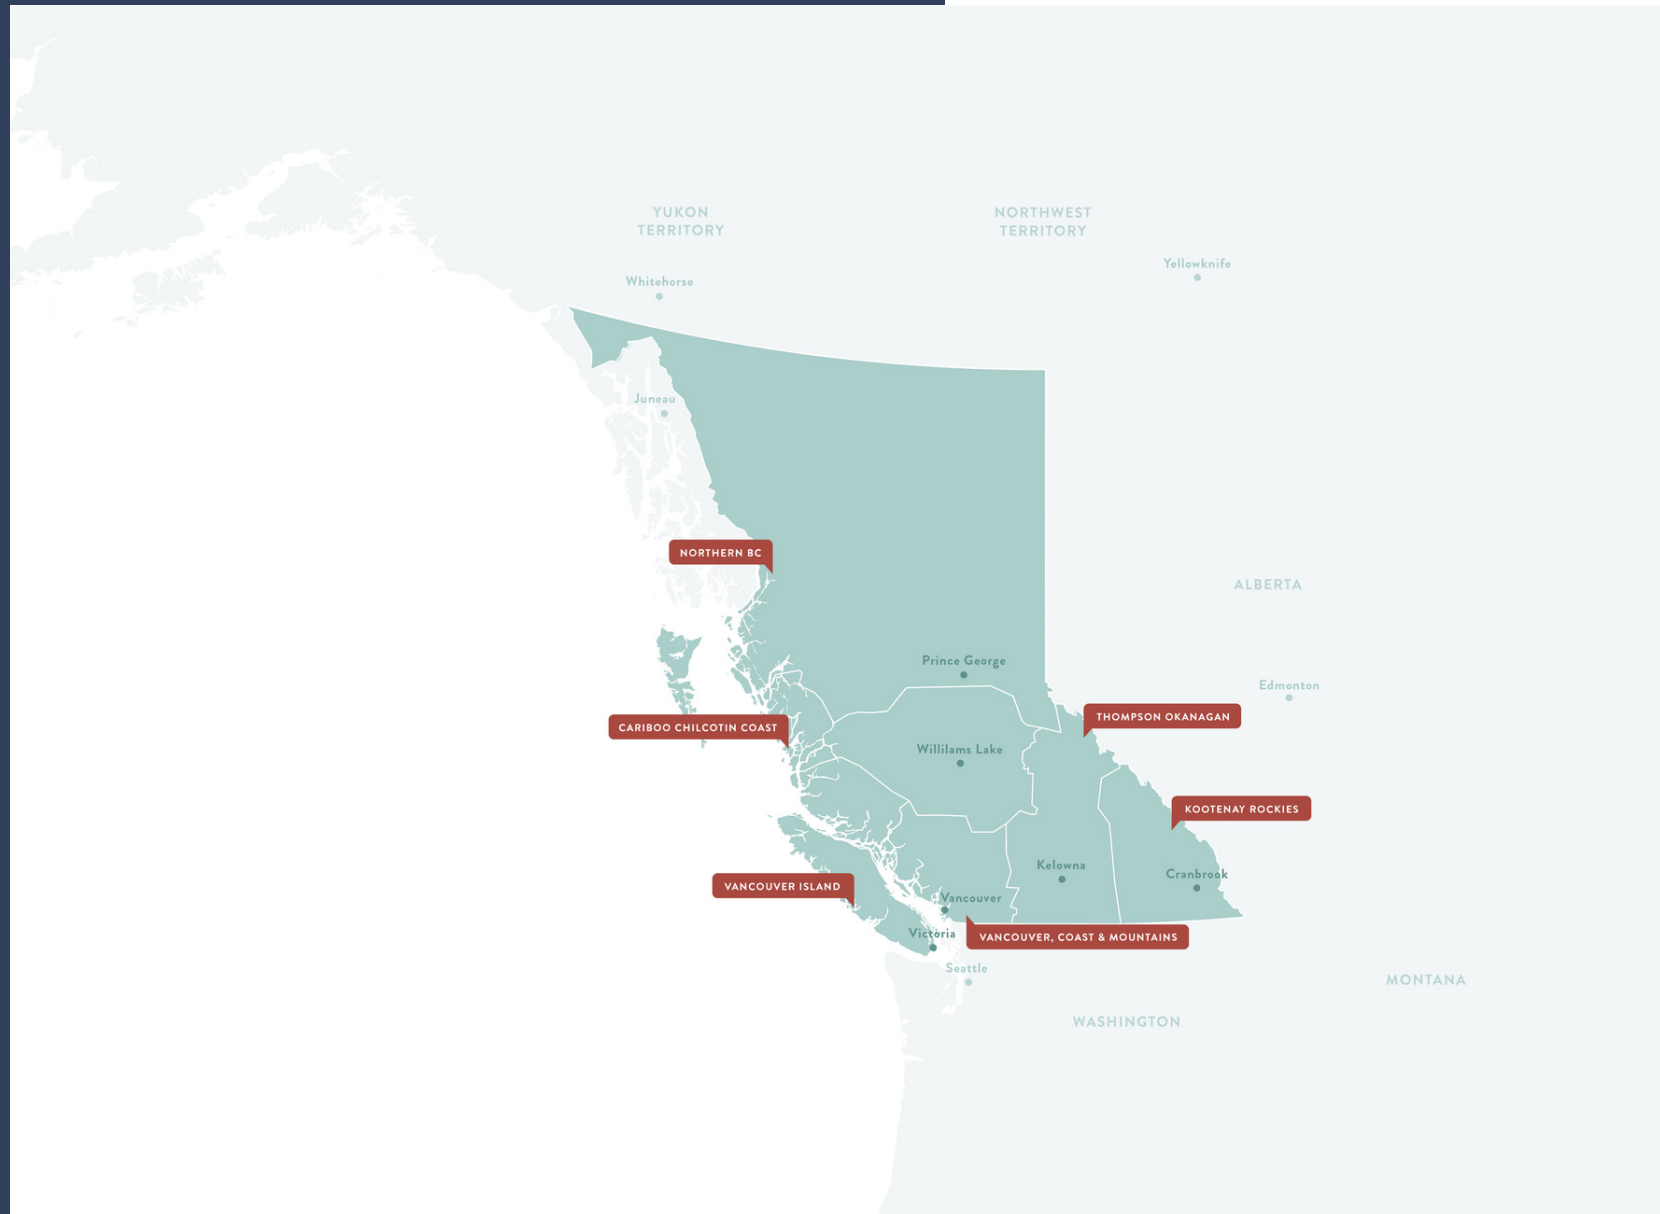 YUKON
TERRITORY
NORTHWEST
TERRITORY
Yellowknife
Whitehorse
Juneau
NORTHERN BC
ALBERTA
Prince George
Edmonton
THOMPSON OKANAGAN
CARIBOO CHILCOTIN COAST
Willilams Lake
KOOTENAY ROCKIES
Kelowna
Cranbrook
VANCOUVER ISLAND
Vancouver
Victoria
VANCOUVER, COAST & MOUNTAINS
Seattle
MONTANA
WASHINGTON